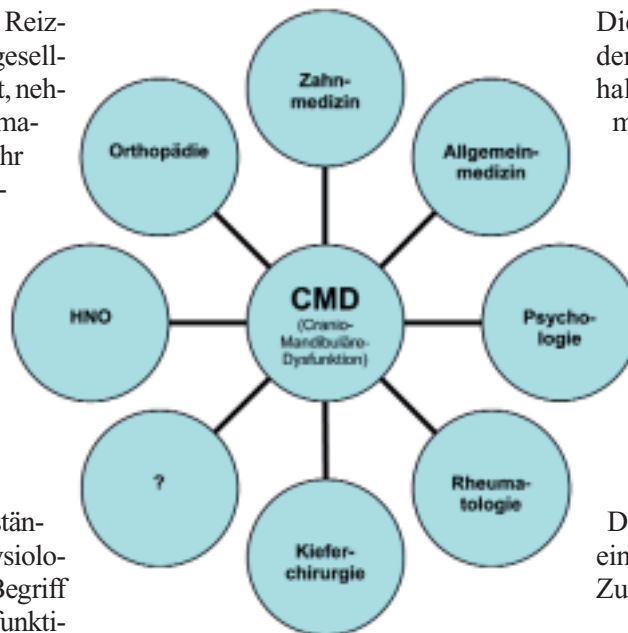 Reiz-
gesell-
t, neh-
ma-
hr
-
stän-
ysiolo-
Begriff
funkti-
Zahn-
medizin
Allgemein-
medizin
Psycho-
logie
Rheuma-
tologie
Kiefer-
chirurgie
?
HNO
Orthopädie
CMD
(Cranio-
Mandibuläre-
Dysfunktion)
Die
der
hal
m
D
ein
Zu